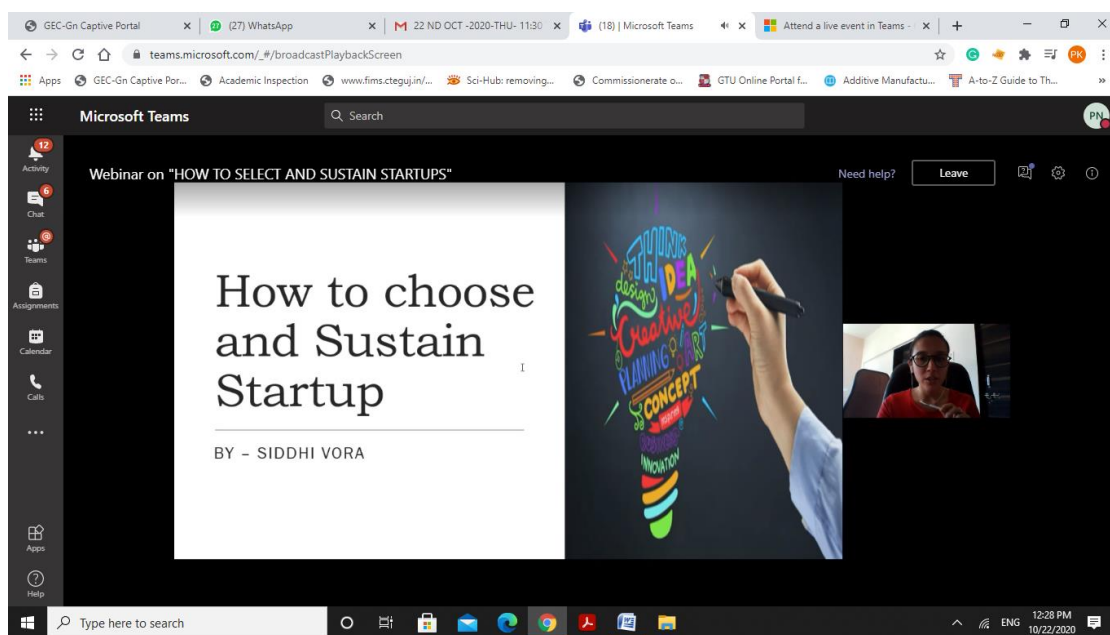 GEC-Gn Captive Portal
(27) WhatsApp
22 ND OCT -2020-THU- 11:30
(18) | Microsoft Teams
Attend a live event in Teams -
teams.microsoft.com/_#/broadcastPlaybackScreen
PK
Apps
GEC-Gn Captive Por...
Academic Inspection
www.fims.cteguj.in/...
Sci-Hub: removing...
Commissionerate o...
GTU Online Portal f...
Additive Manufactu...
A-to-Z Guide to Th...
»
Microsoft Teams
Search
PN
12
Activity
6
Chat
@
Teams
Assignments
Calendar
Calls
Apps
Help
Webinar on "HOW TO SELECT AND SUSTAIN STARTUPS"
Need help?
Leave
How to choose
and Sustain
Startup
BY – SIDDHI VORA
THINK
design IDEA
Creative
PLANNING ART
CONCEPT
INNOVATION
Type here to search
ENG
12:28 PM
10/22/2020